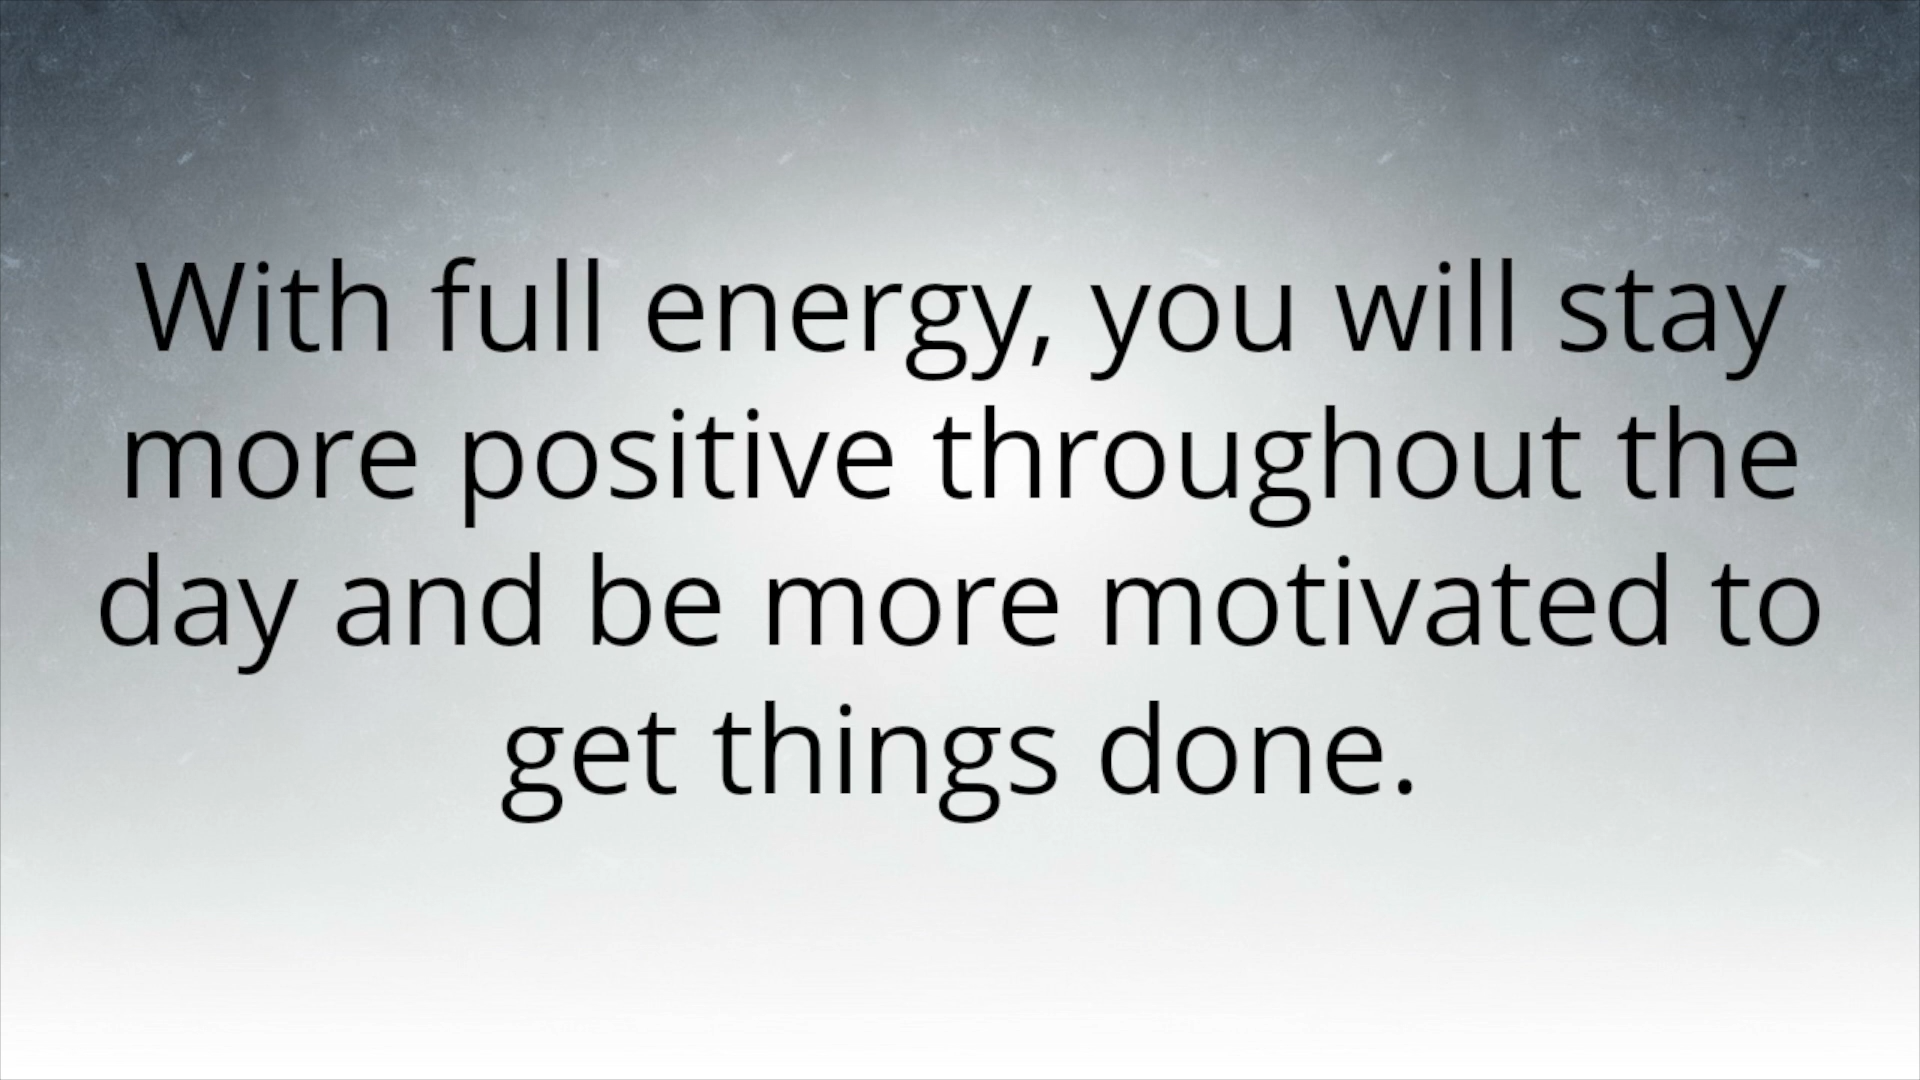 With full energy, you will stay
more positive throughout the
day and be more motivated to
get things done.